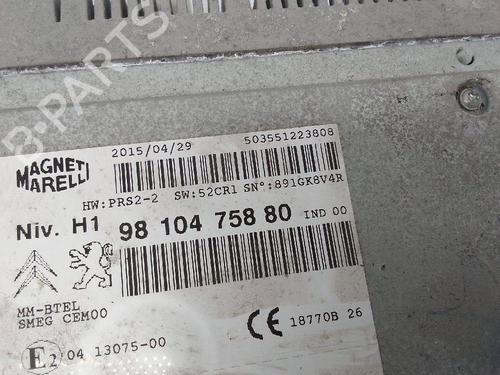 B-PARTS
MAGNETI
MARELLI
2015/04/29
503551223808
HW:PRS2-2 SW:52CR1 SN°:891GK8V4R
Niv. H1 98 104 758 80 IND 00
MM-BTEL
SMEG CEM00
CE 18770B 26
E2 04 13075-00